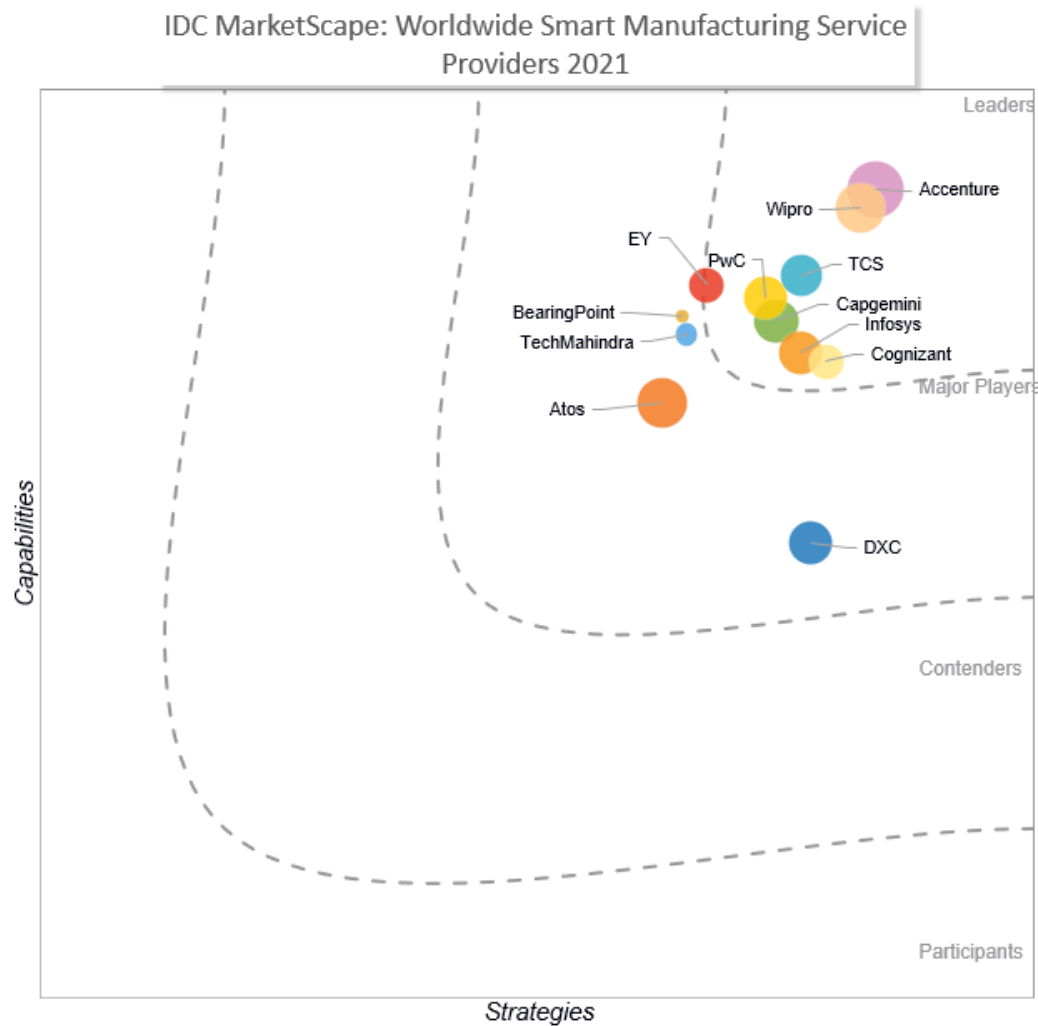 IDC MarketScape: Worldwide Smart Manufacturing Service
Providers 2021
Leaders
Accenture
Wipro
EY
PwC
TCS
Capgemini
BearingPoint
Infosys
TechMahindra
Cognizant
Major Players
Atos
Capabilities
DXC
Contenders
Participants
Strategies